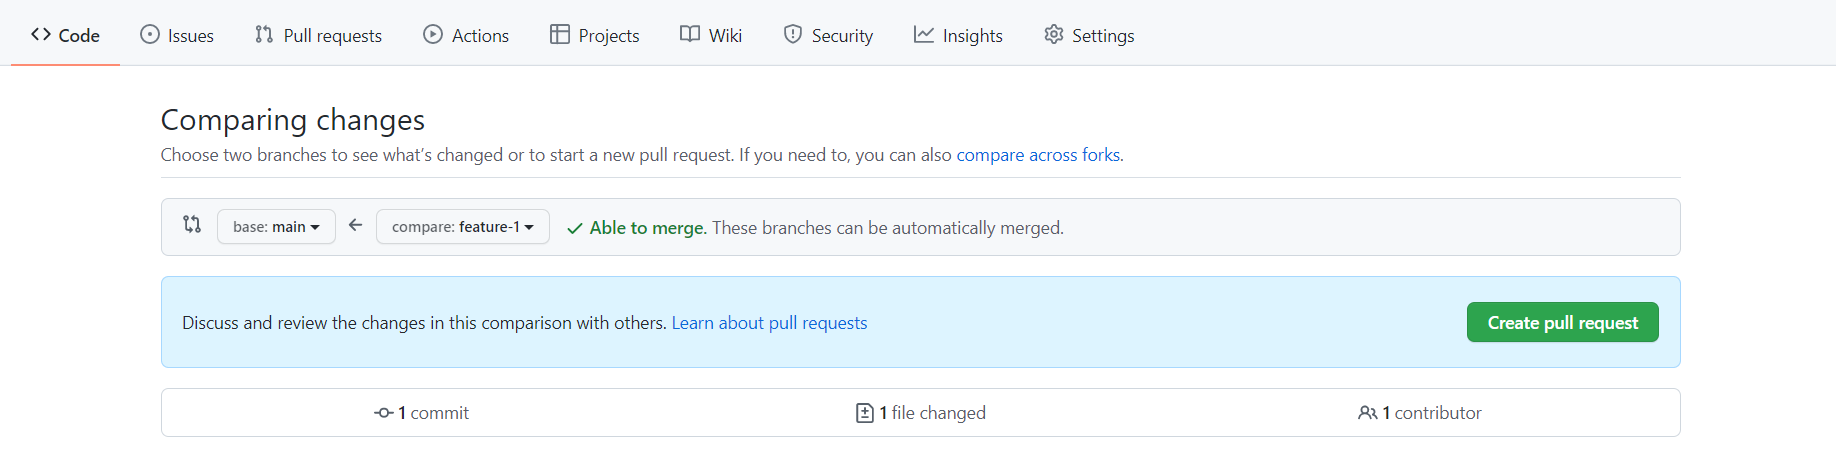 Code Issues Pull requests Actions Projects Wiki Security Insights Settings
Comparing changes
Choose two branches to see what's changed or to start a new pull request. If you need to, you can also compare across forks.
base: main compare: feature-1 Able to merge. These branches can be automatically merged.
Discuss and review the changes in this comparison with others. Learn about pull requests Create pull request
1 commit 1 file changed 1 contributor